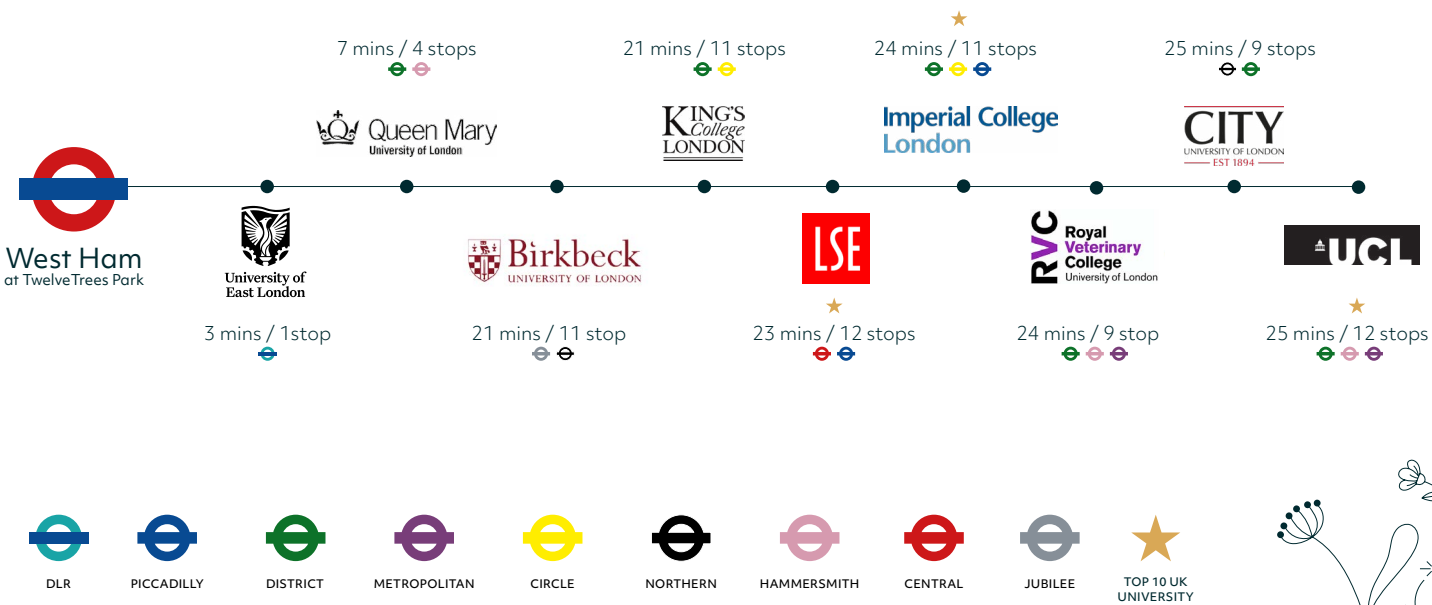 7 mins / 4 stops
21 mins / 11 stops
24 mins / 11 stops
25 mins / 9 stops
Queen Mary
University of London
KING'S
College
LONDON
Imperial College
London
CITY
UNIVERSITY OF LONDON
EST 1894
West Ham
at TwelveTrees Park
University of
East London
Birkbeck
UNIVERSITY OF LONDON
LSE
RVC
Royal
Veterinary
College
University of London
UCL
3 mins / 1stop
21 mins / 11 stop
23 mins / 12 stops
24 mins / 9 stop
25 mins / 12 stops
DLR
PICCADILLY
DISTRICT
METROPOLITAN
CIRCLE
NORTHERN
HAMMERSMITH
CENTRAL
JUBILEE
TOP 10 UK
UNIVERSITY